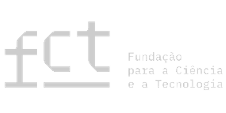 fct
Fundação
para a Ciência
e a Tecnologia